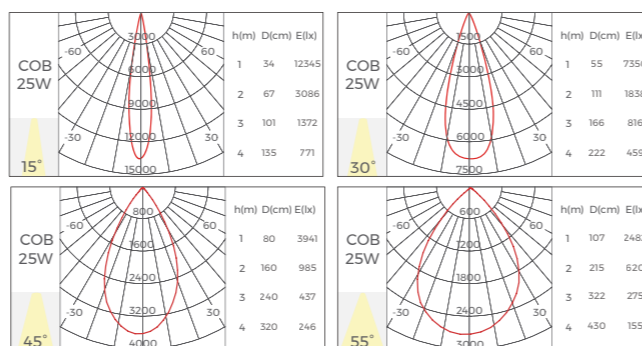 COB
25W
15°
3000
6000
9000
12000
15000
-60
60
-30
30
h(m) D(cm) E(lx)
1 34 12345
2 67 3086
3 101 1372
4 135 771
COB
25W
30°
1500
3000
4500
6000
7500
-60
60
-30
30
h(m) D(cm) E(lx)
1 55 7350
2 111 1838
3 166 816
4 222 459
COB
25W
45°
800
1600
2400
3200
4000
-60
60
-30
30
h(m) D(cm) E(lx)
1 80 3941
2 160 985
3 240 437
4 320 246
COB
25W
55°
600
1200
1800
2400
3000
-60
60
-30
30
h(m) D(cm) E(lx)
1 107 2482
2 215 620
3 322 275
4 430 155